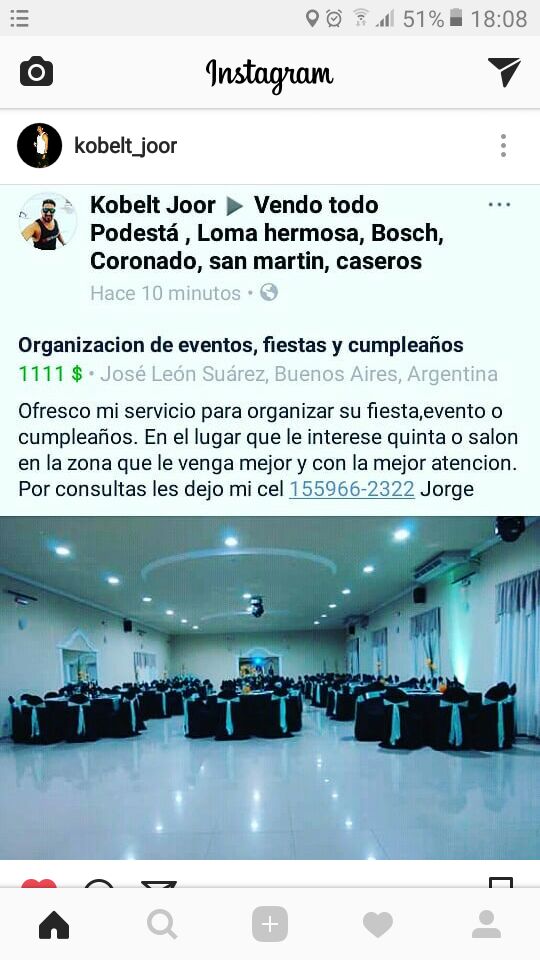 51% 18:08
Instagram
kobelt_joor
Kobelt Joor ▶ Vendo todo
Podestá , Loma hermosa, Bosch,
Coronado, san martin, caseros
Hace 10 minutos •
Organizacion de eventos, fiestas y cumpleaños
1111 $ • José León Suárez, Buenos Aires, Argentina
Ofresco mi servicio para organizar su fiesta,evento o
cumpleaños. En el lugar que le interese quinta o salon
en la zona que le venga mejor y con la mejor atencion.
Por consultas les dejo mi cel 155966-2322 Jorge